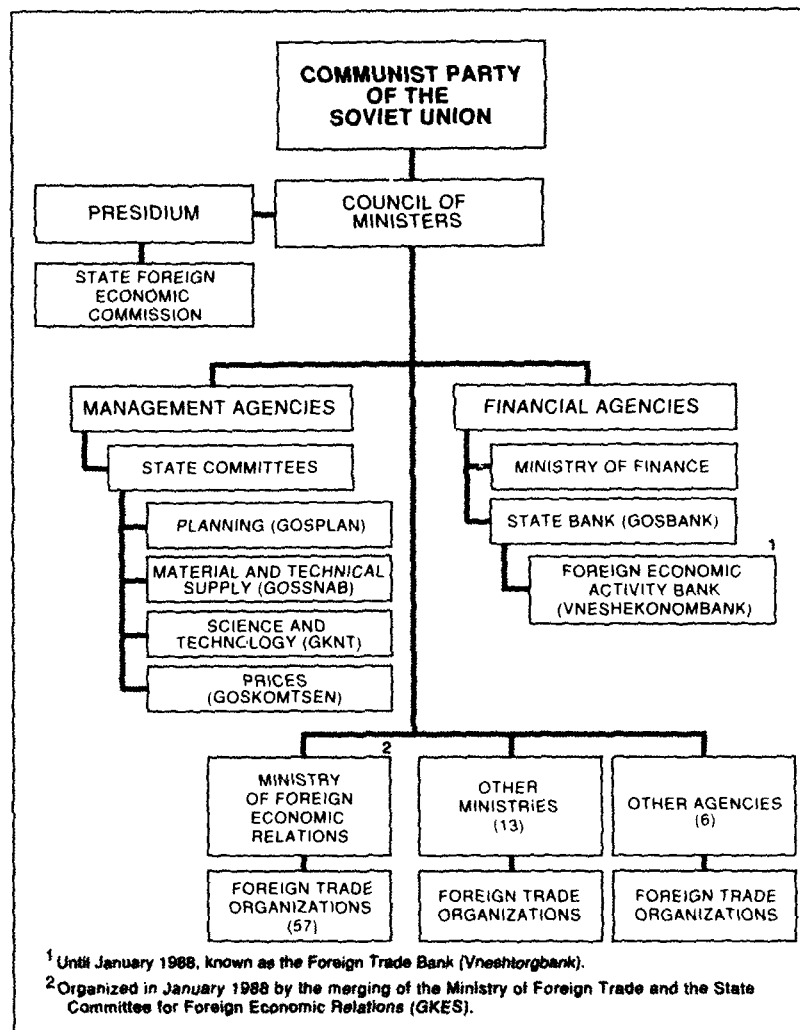 COMMUNIST PARTY
OF THE
SOVIET UNION
PRESIDIUM
COUNCIL OF
MINISTERS
STATE FOREIGN
ECONOMIC
COMMISSION
MANAGEMENT AGENCIES
FINANCIAL AGENCIES
STATE COMMITTEES
MINISTRY OF FINANCE
PLANNING (GOSPLAN)
STATE BANK (GOSBANK)
1
MATERIAL AND TECHNICAL
SUPPLY (GOSSNAB)
FOREIGN ECONOMIC
ACTIVITY BANK
(VNESHEKONOMBANK)
SCIENCE AND
TECHNOLOGY (GKNT)
PRICES
(GOSKOMTSEN)
2
MINISTRY
OF FOREIGN
ECONOMIC
RELATIONS
OTHER
MINISTRIES
(13)
OTHER AGENCIES
(6)
FOREIGN TRADE
ORGANIZATIONS
(57)
FOREIGN TRADE
ORGANIZATIONS
FOREIGN TRADE
ORGANIZATIONS
1 Until January 1988, known as the Foreign Trade Bank (Vneshtorgbank).
2 Organized in January 1988 by the merging of the Ministry of Foreign Trade and the State
Committee for Foreign Economic Relations (GKES).